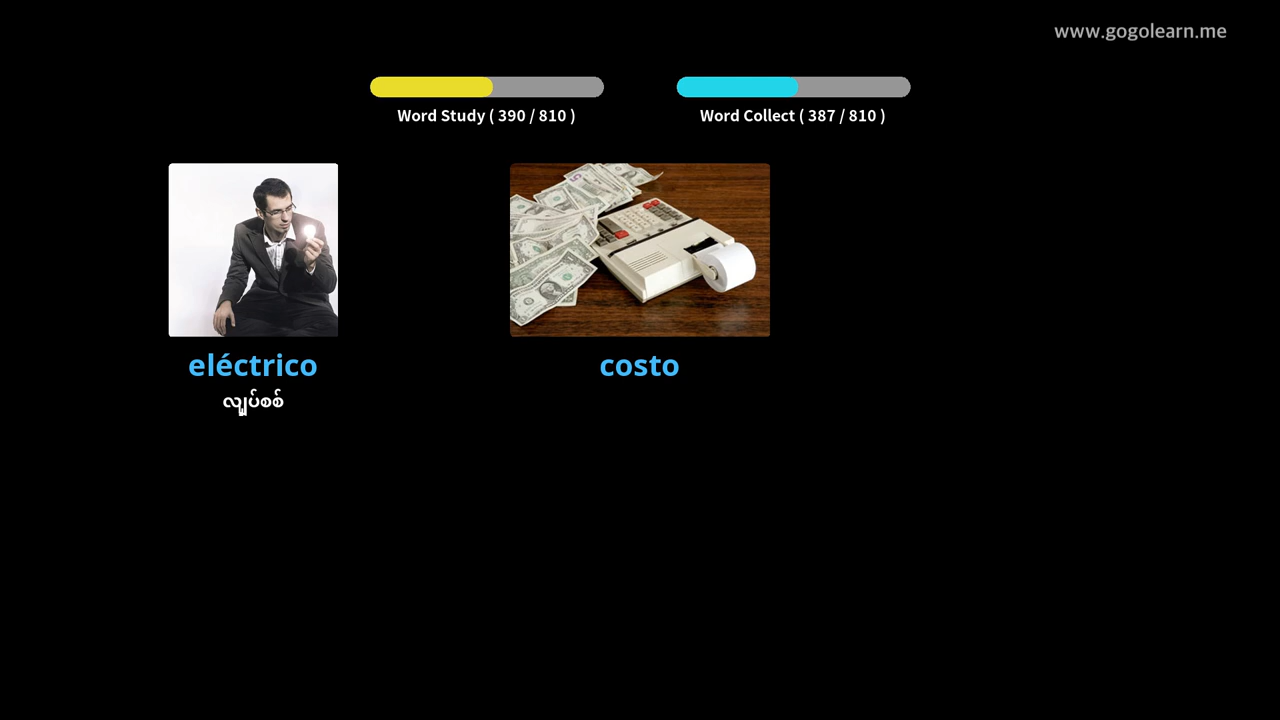 www.gogolearn.me
Word Study ( 390 / 810 )
Word Collect ( 387 / 810 )
eléctrico
လျှပ်စစ်
costo